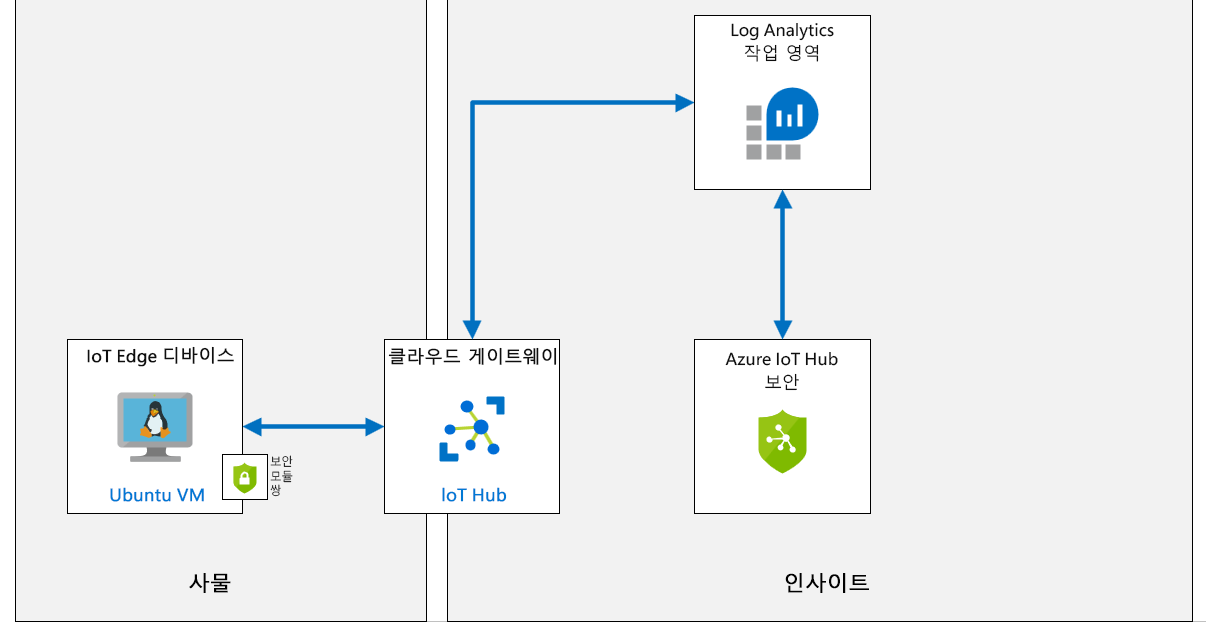 Log Analytics
작업 영역
IoT Edge 디바이스
Ubuntu VM
보안
모듈
쌍
클라우드 게이트웨이
IoT Hub
Azure IoT Hub
보안
사물
인사이트